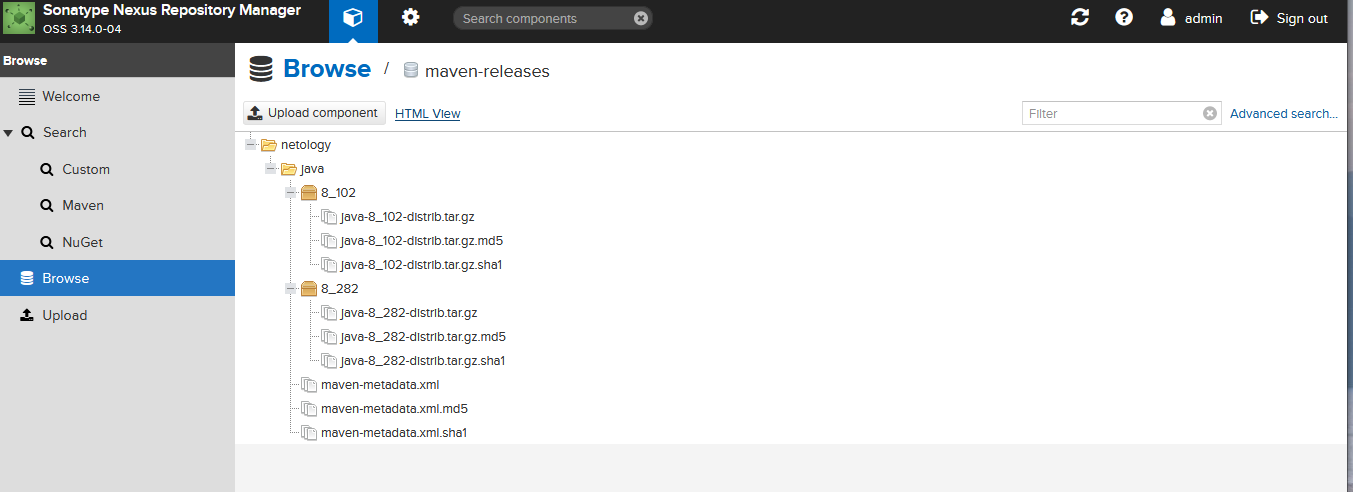 Sonatype Nexus Repository Manager
OSS 3.14.0-04
Search components
admin
Sign out
Browse
Browse / maven-releases
Welcome
Upload component
HTML View
Filter
Advanced search...
Search
Custom
Maven
NuGet
Browse
Upload
netology
java
8_102
java-8_102-distrib.tar.gz
java-8_102-distrib.tar.gz.md5
java-8_102-distrib.tar.gz.sha1
8_282
java-8_282-distrib.tar.gz
java-8_282-distrib.tar.gz.md5
java-8_282-distrib.tar.gz.sha1
maven-metadata.xml
maven-metadata.xml.md5
maven-metadata.xml.sha1